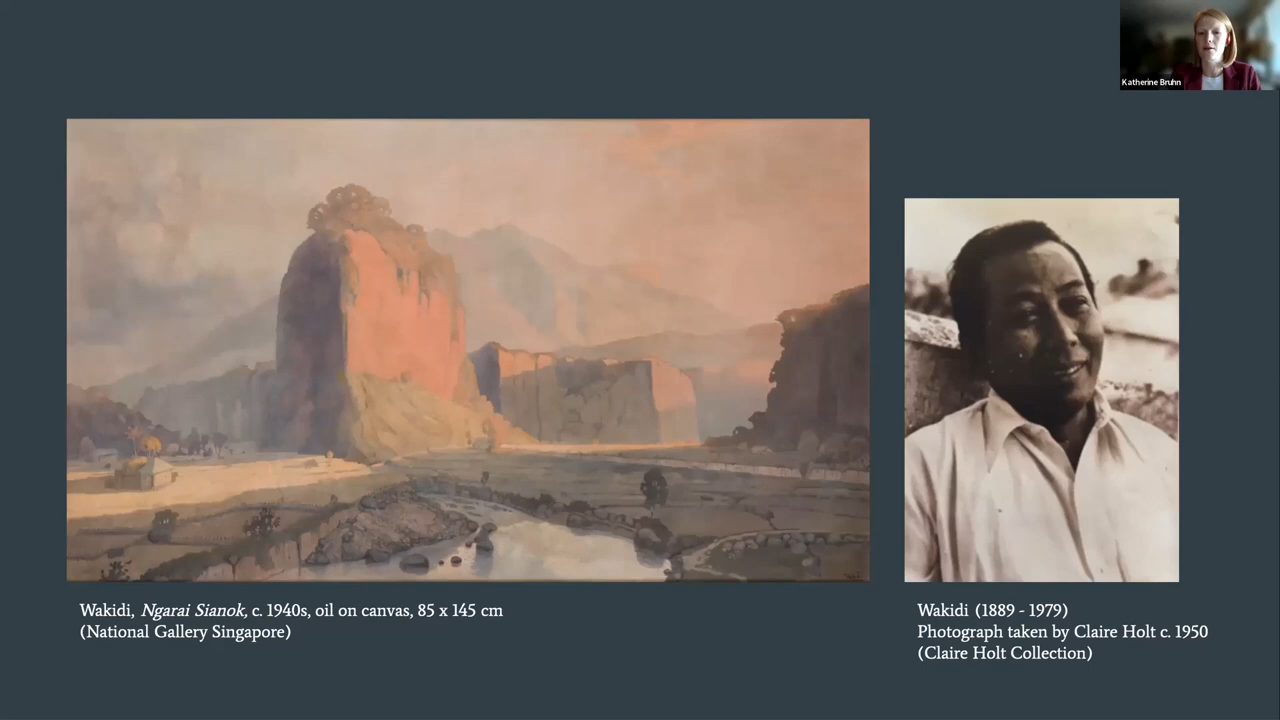 Katherine Bruhn
Wakidi, Ngarai Sianok, c. 1940s, oil on canvas, 85 x 145 cm
(National Gallery Singapore)
Wakidi (1889 - 1979)
Photograph taken by Claire Holt c. 1950
(Claire Holt Collection)